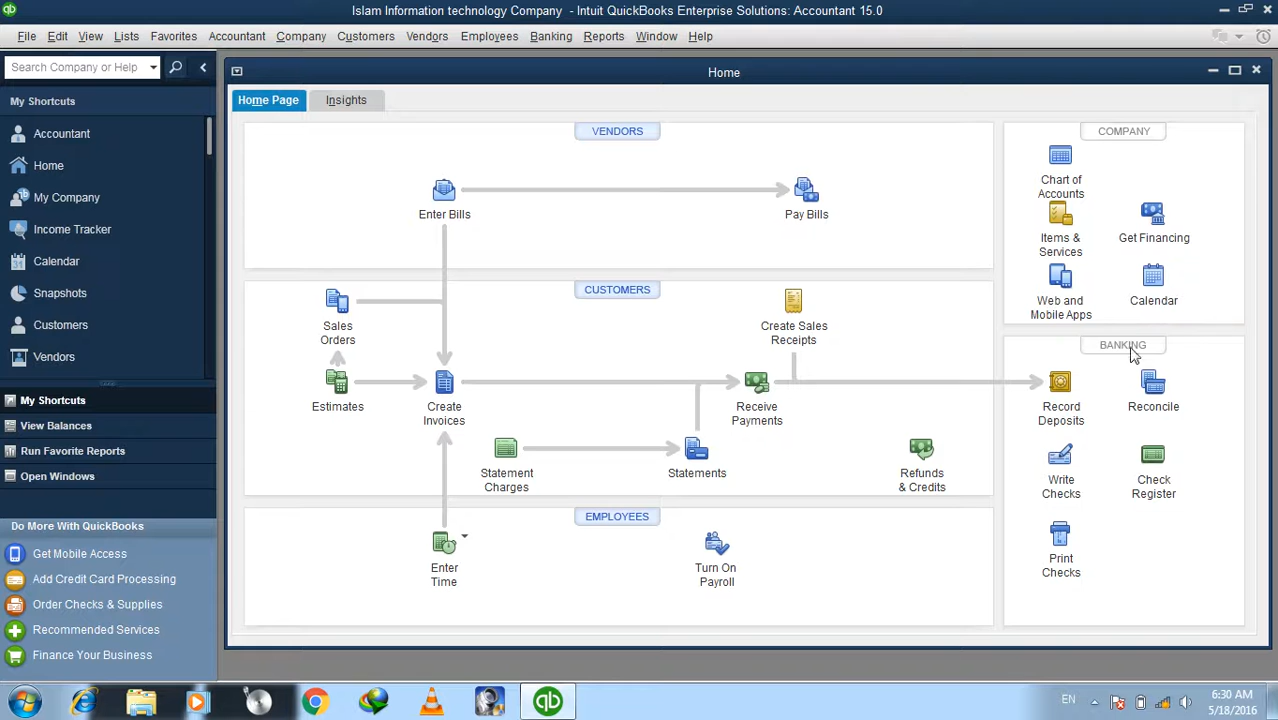 Islam Information technology Company - Intuit QuickBooks Enterprise Solutions: Accountant 15.0
File Edit View Lists Favorites Accountant Company Customers Vendors Employees Banking Reports Window Help
Search Company or Help
My Shortcuts
Accountant
Home
My Company
Income Tracker
Calendar
Snapshots
Customers
Vendors
My Shortcuts
View Balances
Run Favorite Reports
Open Windows
Do More With QuickBooks
Get Mobile Access
Add Credit Card Processing
Order Checks & Supplies
Recommended Services
Finance Your Business
Home
Home Page
Insights
VENDORS
Enter Bills
Pay Bills
CUSTOMERS
Sales
Orders
Create Sales
Receipts
Estimates
Create
Invoices
Receive
Payments
Statement
Charges
Statements
Refunds
& Credits
EMPLOYEES
Enter
Time
Turn On
Payroll
COMPANY
Chart of
Accounts
Items &
Services
Get Financing
Web and
Mobile Apps
Calendar
BANKING
Record
Deposits
Reconcile
Write
Checks
Check
Register
Print
Checks
qb
EN
6:30 AM
5/18/2016